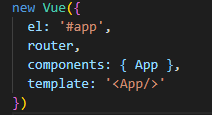 new Vue({
  el: '#app',
  router,
  components: { App },
  template: '<App/>'
})